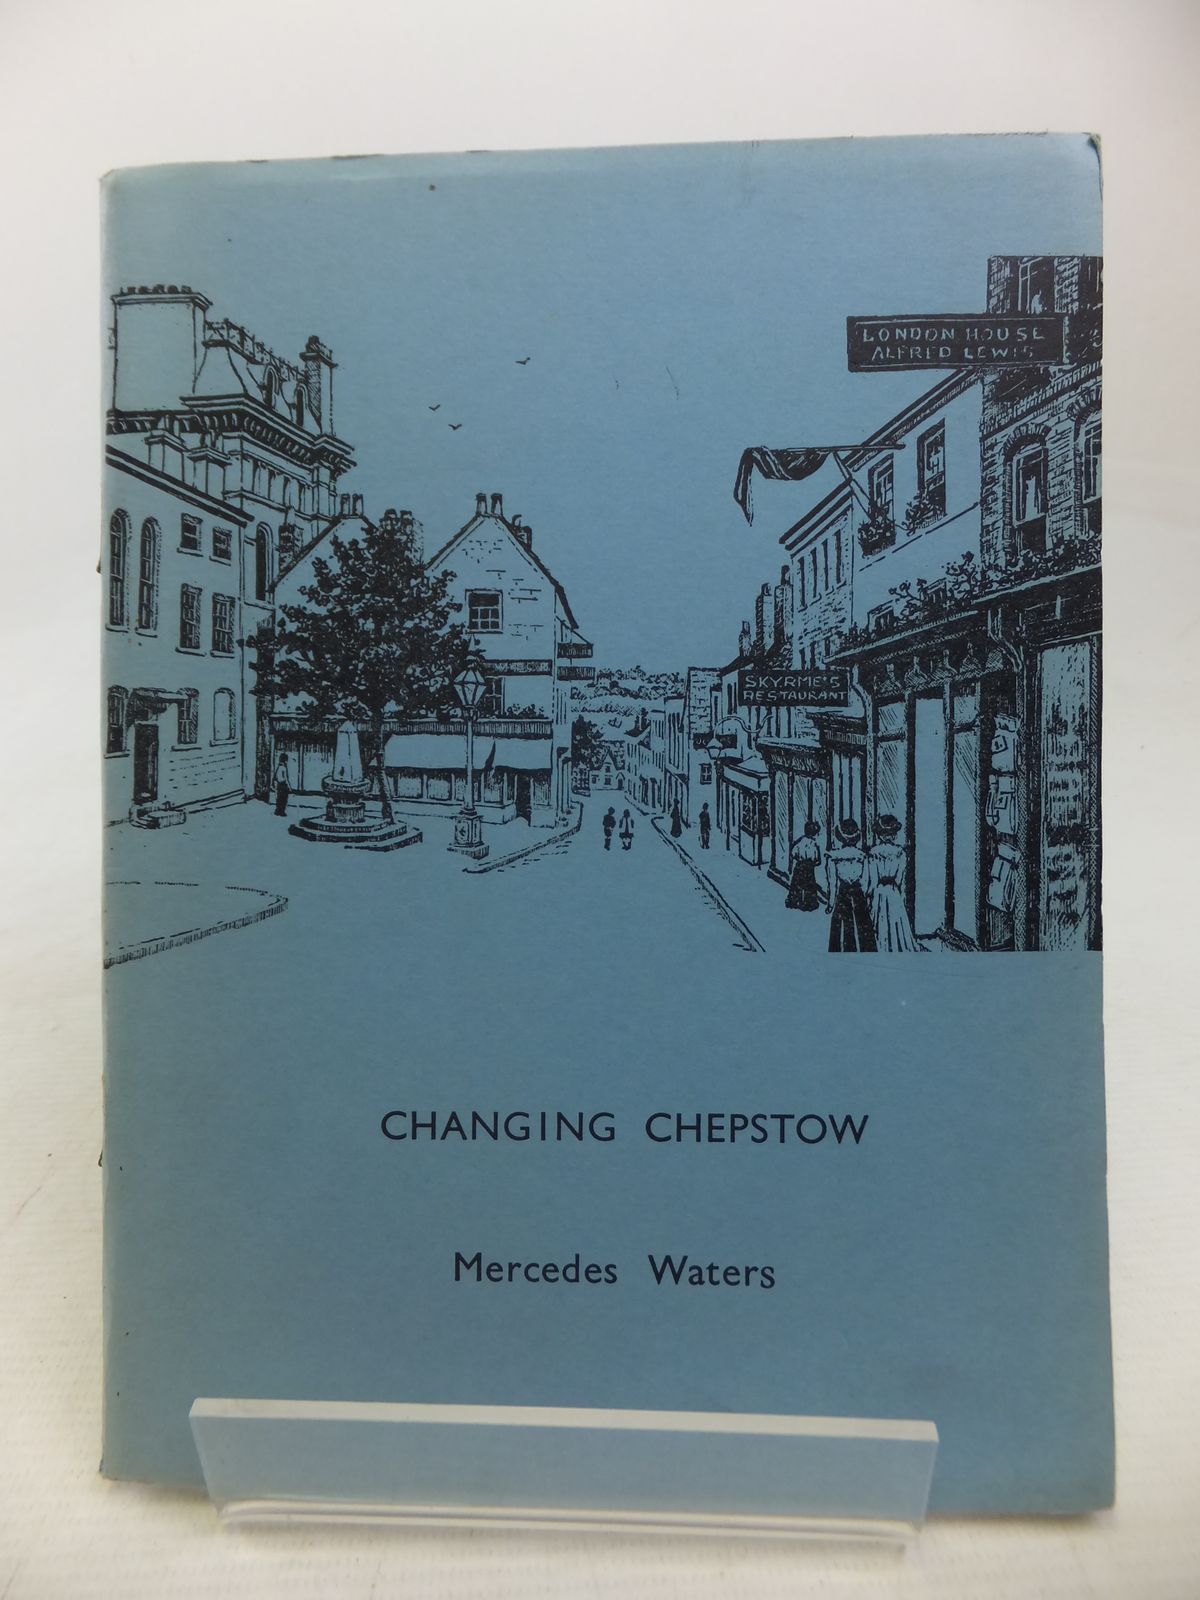 LONDON HOUSE
ALFRED LEWIS
SKYRME'S
RESTAURANT
CHANGING CHEPSTOW
Mercedes Waters